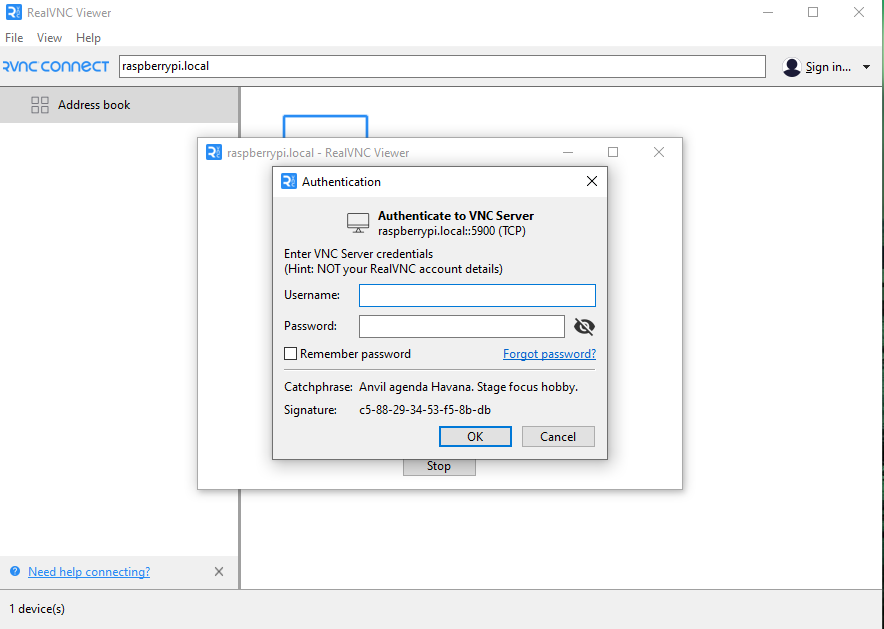 RealVNC Viewer
File View Help
RVNC CONNECT raspberrypi.local Sign in...
Address book
raspberrypi.local - RealVNC Viewer
Authentication
Authenticate to VNC Server
raspberrypi.local::5900 (TCP)
Enter VNC Server credentials
(Hint: NOT your RealVNC account details)
Username:
Password:
Remember password Forgot password?
Catchphrase: Anvil agenda Havana. Stage focus hobby.
Signature: c5-88-29-34-53-f5-8b-db
OK Cancel
Stop
Need help connecting?
1 device(s)